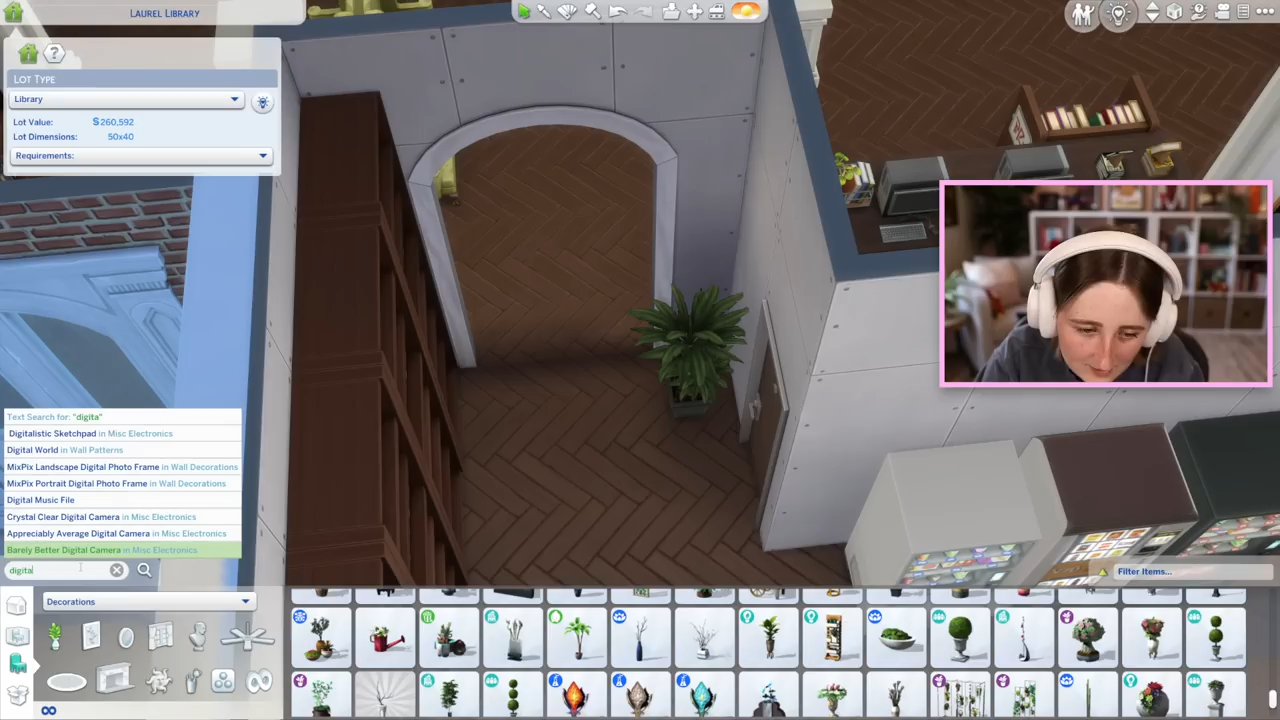 LAUREL LIBRARY
LOT TYPE
Library
Lot Value: §260,592
Lot Dimensions: 50x40
Requirements:
Text Search for: "digita"
Digitalistic Sketchpad in Misc Electronics
Digital World in Wall Patterns
MixPix Landscape Digital Photo Frame in Wall Decorations
MixPix Portrait Digital Photo Frame in Wall Decorations
Digital Music File
Crystal Clear Digital Camera in Misc Electronics
Appreciably Average Digital Camera in Misc Electronics
Barely Better Digital Camera in Misc Electronics
digita
Filter Items...
Decorations